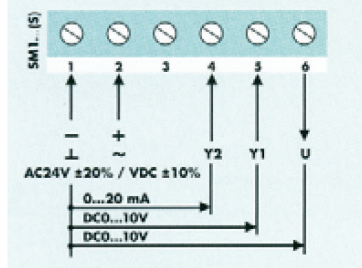 SM1...(S)
1 2 3 4 5 6
− +
⊥ ~ Y2 Y1 U
AC24V ±20% / VDC ±10%
0...20 mA
DC0...10V
DC0...10V